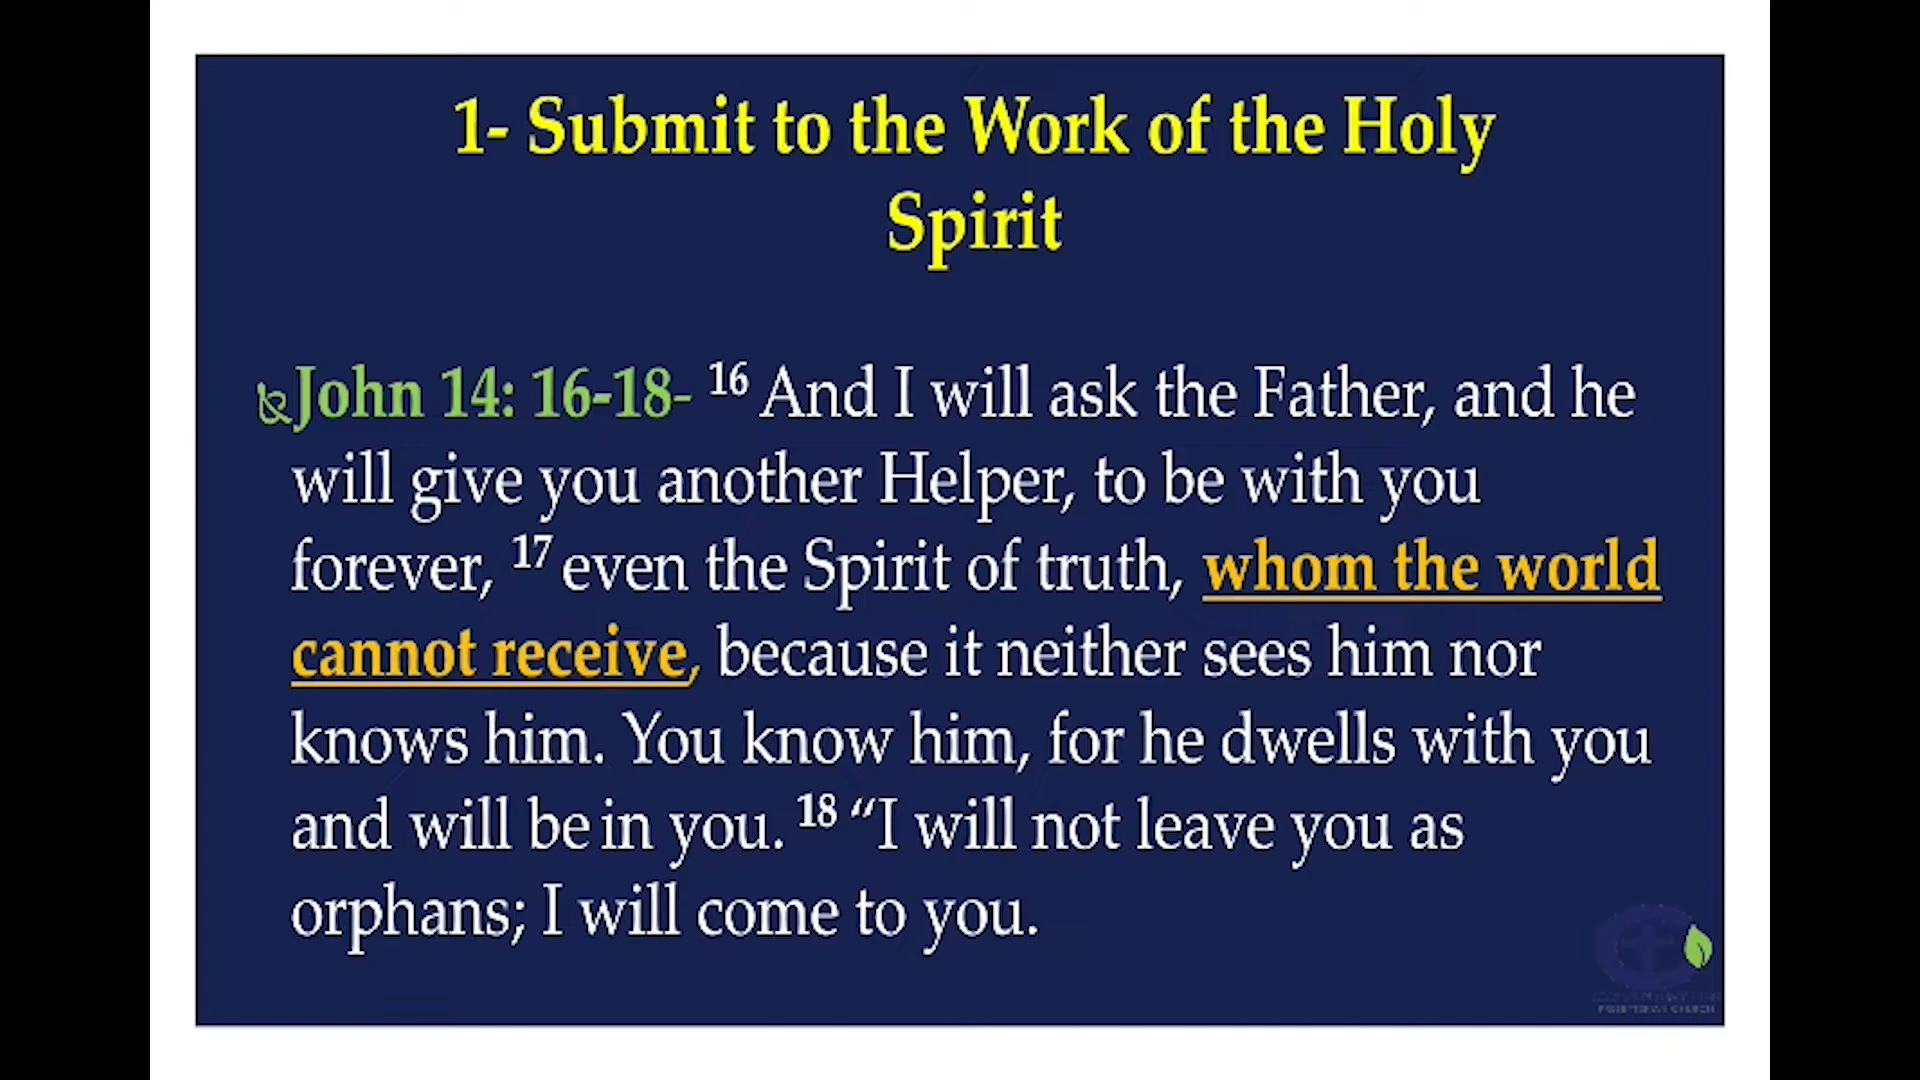 1- Submit to the Work of the Holy
Spirit
John 14: 16-18- 16 And I will ask the Father, and he
will give you another Helper, to be with you
forever, 17 even the Spirit of truth, whom the world
cannot receive, because it neither sees him nor
knows him. You know him, for he dwells with you
and will be in you. 18 “I will not leave you as
orphans; I will come to you.
PRESBYTERIAN CHURCH